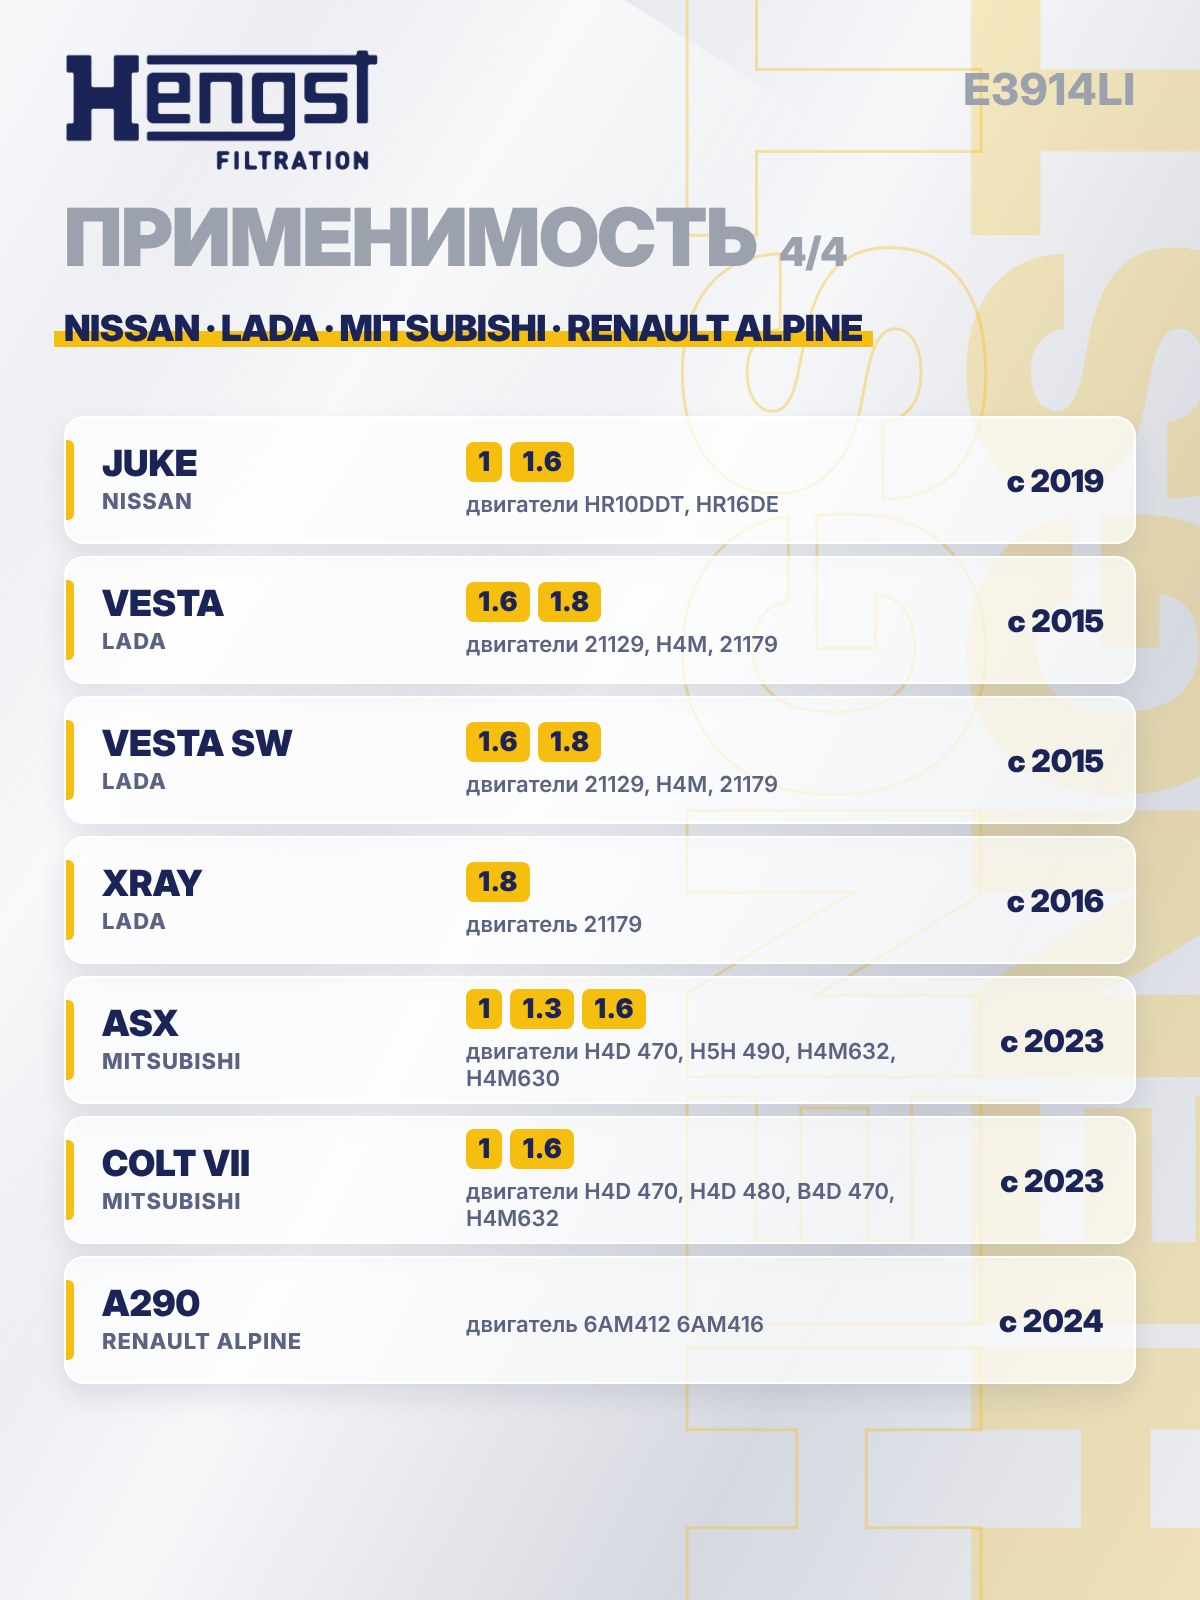 Hengst
FILTRATION
E3914LI
ПРИМЕНИМОСТЬ 4/4
NISSAN · LADA · MITSUBISHI · RENAULT ALPINE
JUKE
NISSAN
1 1.6
двигатели HR10DDT, HR16DE
с 2019
VESTA
LADA
1.6 1.8
двигатели 21129, H4M, 21179
с 2015
VESTA SW
LADA
1.6 1.8
двигатели 21129, H4M, 21179
с 2015
XRAY
LADA
1.8
двигатель 21179
с 2016
ASX
MITSUBISHI
1 1.3 1.6
двигатели H4D 470, H5H 490, H4M632,
H4M630
с 2023
COLT VII
MITSUBISHI
1 1.6
двигатели H4D 470, H4D 480, B4D 470,
H4M632
с 2023
A290
RENAULT ALPINE
двигатель 6AM412 6AM416
с 2024
HENGST
HENGST